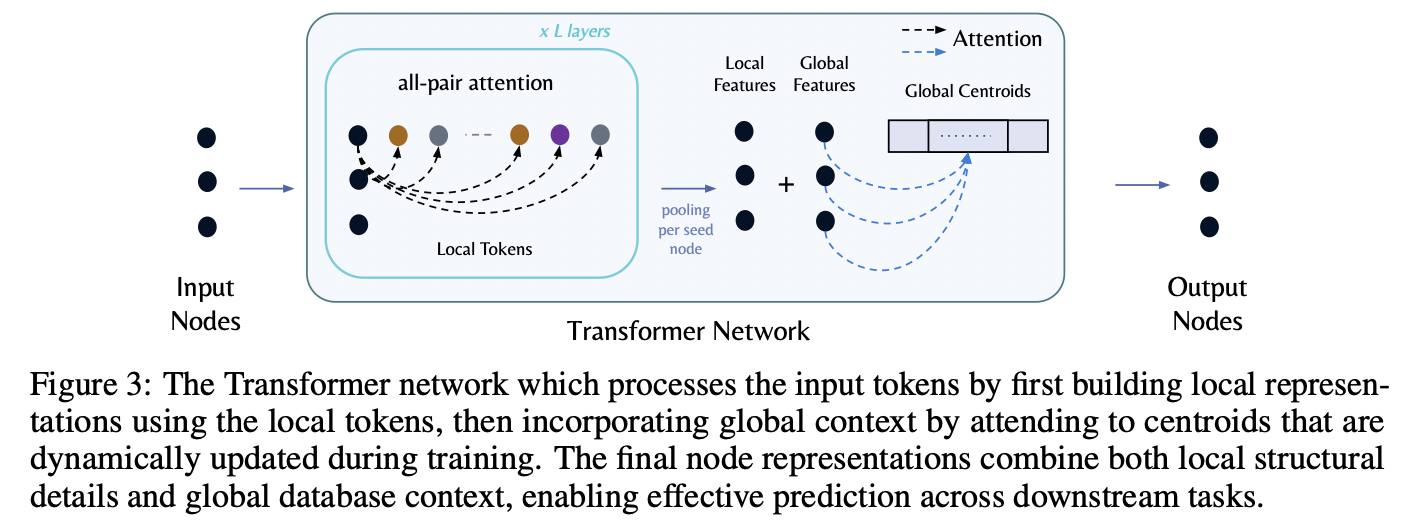 x L layers
all-pair attention
Local Tokens
pooling
per seed
node
Local
Features
Global
Features
+
Attention
Global Centroids
Input
Nodes
Output
Nodes
Transformer Network
Figure 3: The Transformer network which processes the input tokens by first building local represen-
tations using the local tokens, then incorporating global context by attending to centroids that are
dynamically updated during training. The final node representations combine both local structural
details and global database context, enabling effective prediction across downstream tasks.